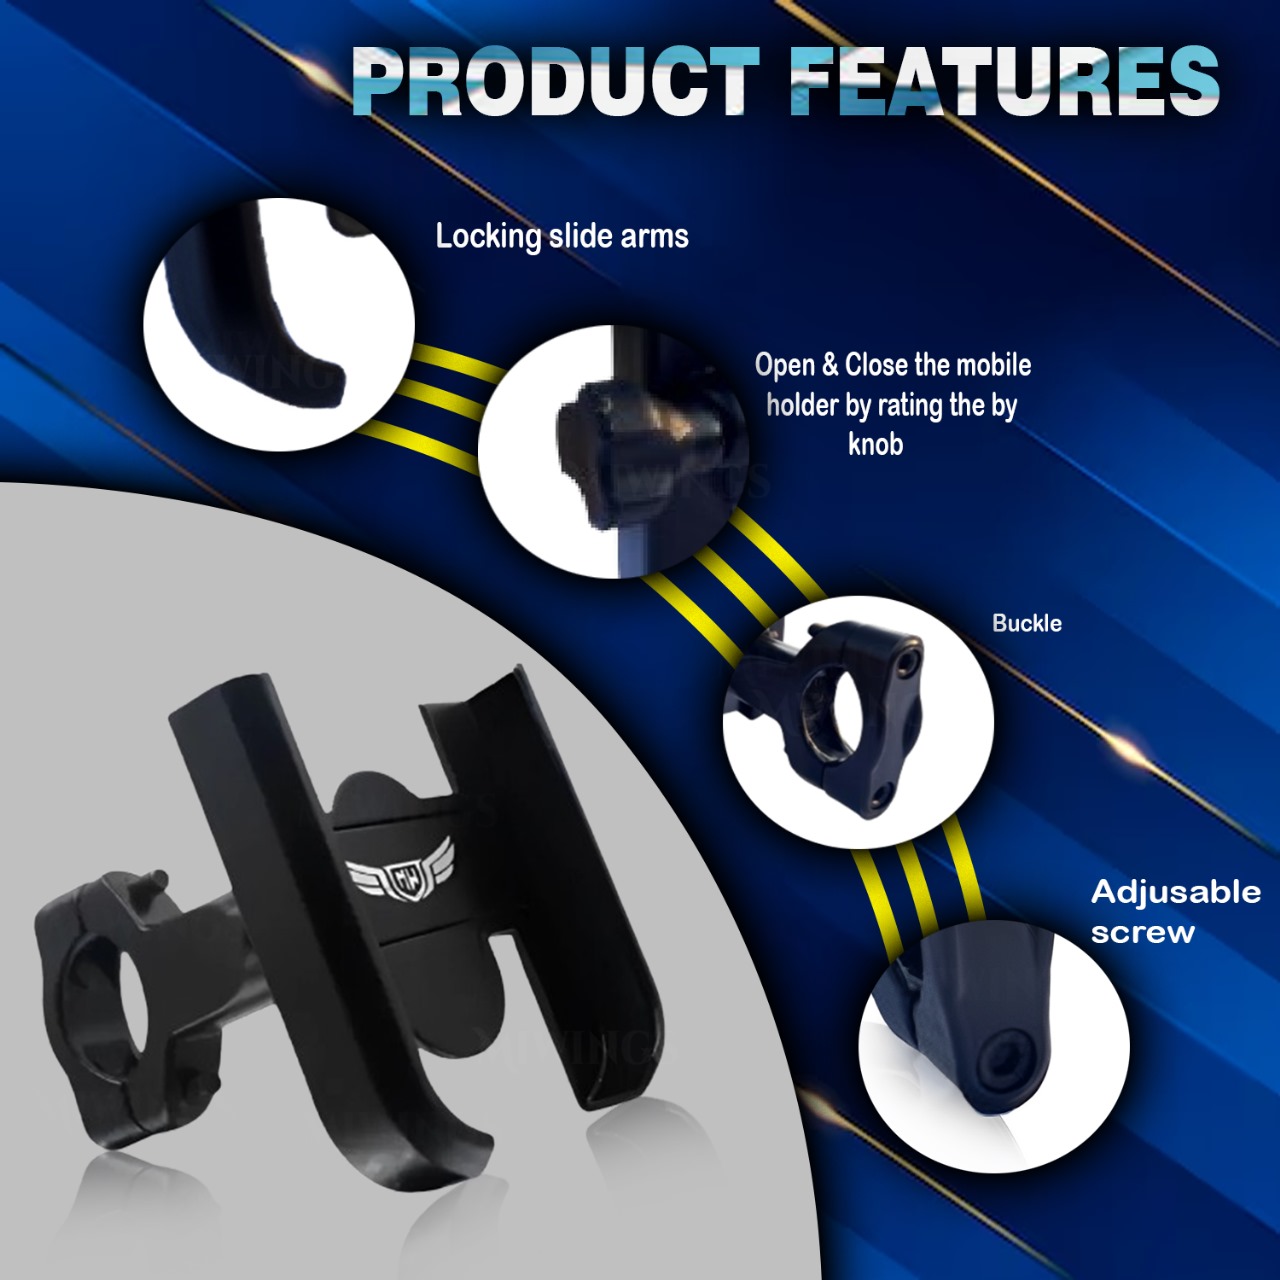 PRODUCT FEATURES
Locking slide arms
Open & Close the mobile
holder by rating the by
knob
Buckle
Adjusable
screw